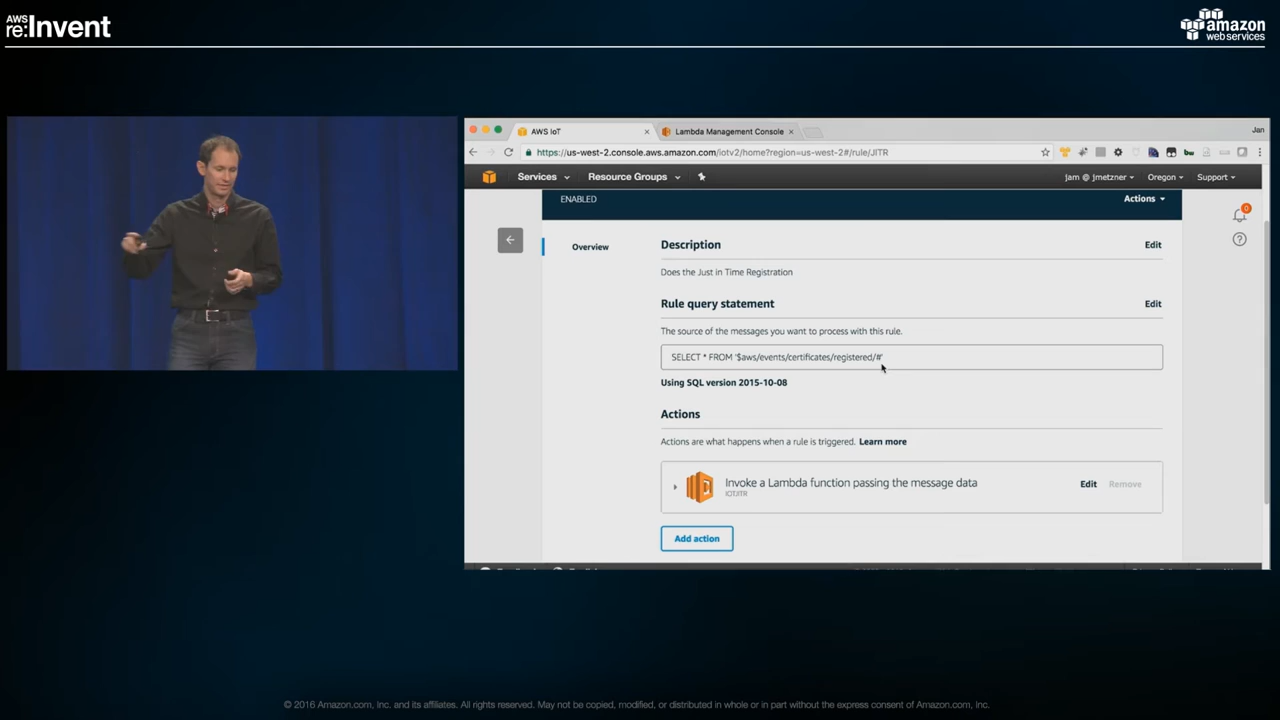 AWS
re:Invent
amazon
web services
AWS IoT
Lambda Management Console
Jan
https://us-west-2.console.aws.amazon.com/iotv2/home?region=us-west-2#/rule/JITR
Services
Resource Groups
jam @ jmetzner
Oregon
Support
ENABLED
Actions
0
Overview
Description
Edit
Does the Just in Time Registration
Rule query statement
Edit
The source of the messages you want to process with this rule.
SELECT * FROM '$aws/events/certificates/registered/#'
Using SQL version 2015-10-08
Actions
Actions are what happens when a rule is triggered. Learn more
Invoke a Lambda function passing the message data
IOTJITR
Edit
Remove
Add action
© 2016 Amazon.com, Inc. and its affiliates. All rights reserved. May not be copied, modified, or distributed in whole or in part without the express consent of Amazon.com, Inc.